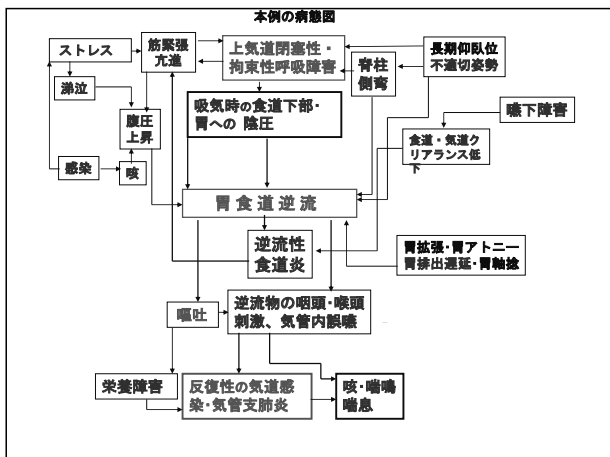 本例の病態図
ストレス
筋緊張
亢進
上気道閉塞性・
拘束性呼吸障害
脊柱
側弯
長期仰臥位
不適切姿勢
涕泣
腹圧
上昇
吸気時の食道下部・
胃への 陰圧
嚥下障害
食道・気道ク
リアランス低
下
感染
咳
胃食道逆流
逆流性
食道炎
胃拡張・胃アトニー
胃排出遅延・胃軸捻
嘔吐
逆流物の咽頭・喉頭
刺激、気管内誤嚥
栄養障害
反復性の気道感
染・気管支肺炎
咳・喘鳴
喘息